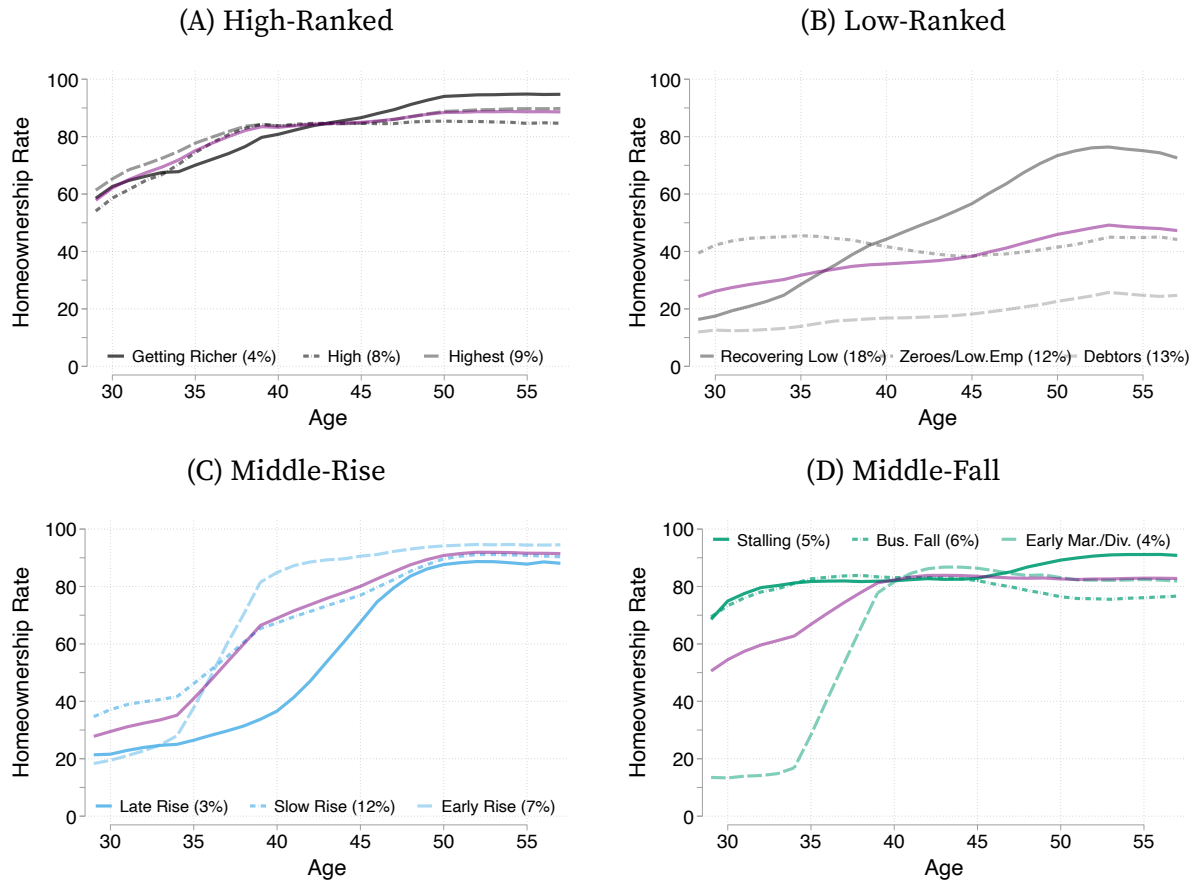 (A) High-Ranked
Homeownership Rate
100
80
60
40
20
0
Getting Richer (4%) High (8%) Highest (9%)
30 35 40 45 50 55
Age
(B) Low-Ranked
Homeownership Rate
100
80
60
40
20
0
Recovering Low (18%) Zeroes/Low.Emp (12%) Debtors (13%)
30 35 40 45 50 55
Age
(C) Middle-Rise
Homeownership Rate
100
80
60
40
20
0
Late Rise (3%) Slow Rise (12%) Early Rise (7%)
30 35 40 45 50 55
Age
(D) Middle-Fall
Homeownership Rate
100
80
60
40
20
0
Stalling (5%) Bus. Fall (6%) Early Mar./Div. (4%)
30 35 40 45 50 55
Age